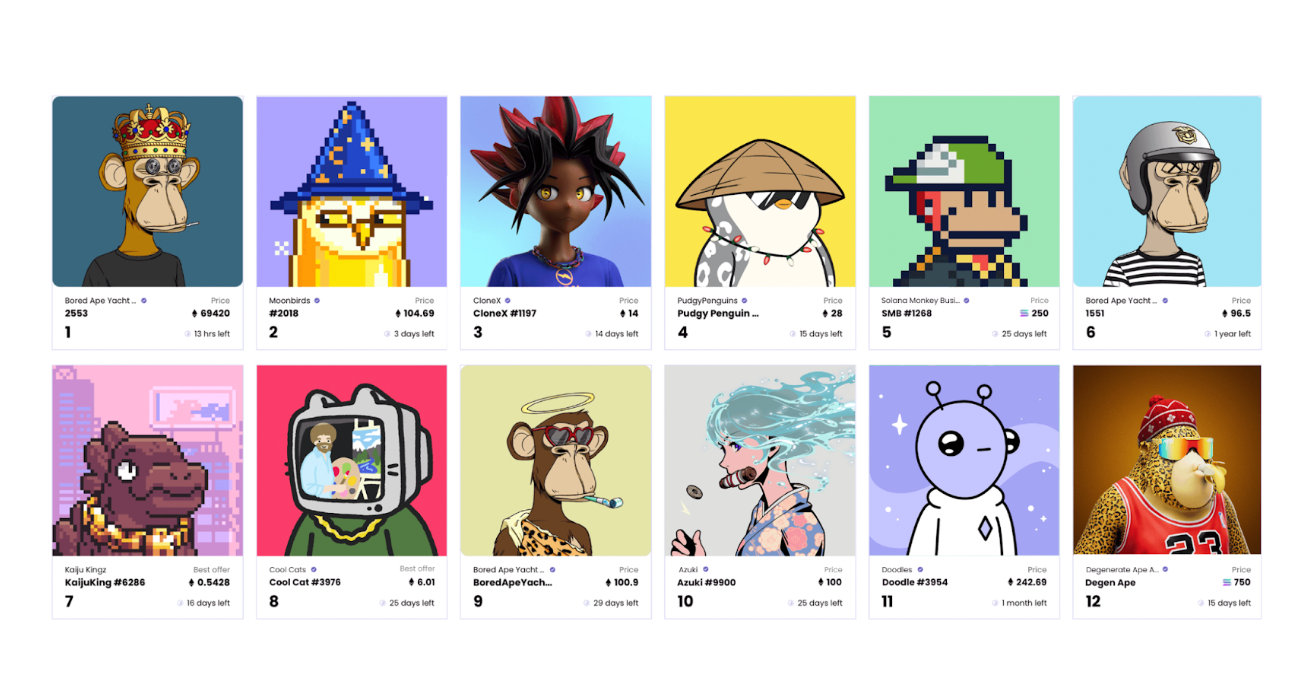 Bored Ape Yacht ... Price
2553 69420
1 13 hrs left
Moonbirds Price
#2018 104.69
2 3 days left
CloneX Price
CloneX #1197 14
3 14 days left
PudgyPenguins Price
Pudgy Penguin ... 28
4 15 days left
Solana Monkey Busi... Price
SMB #1268 250
5 25 days left
Bored Ape Yacht ... Price
1551 96.5
6 1 year left
Kaiju Kingz Best offer
KaijuKing #6286 0.5428
7 16 days left
Cool Cats Best offer
Cool Cat #3976 6.01
8 25 days left
Bored Ape Yacht ... Price
BoredApeYach... 100.9
9 29 days left
Azuki Price
Azuki #9900 100
10 25 days left
Doodles Price
Doodle #3954 242.69
11 1 month left
23
Degenerate Ape A... Price
Degen Ape 750
12 15 days left